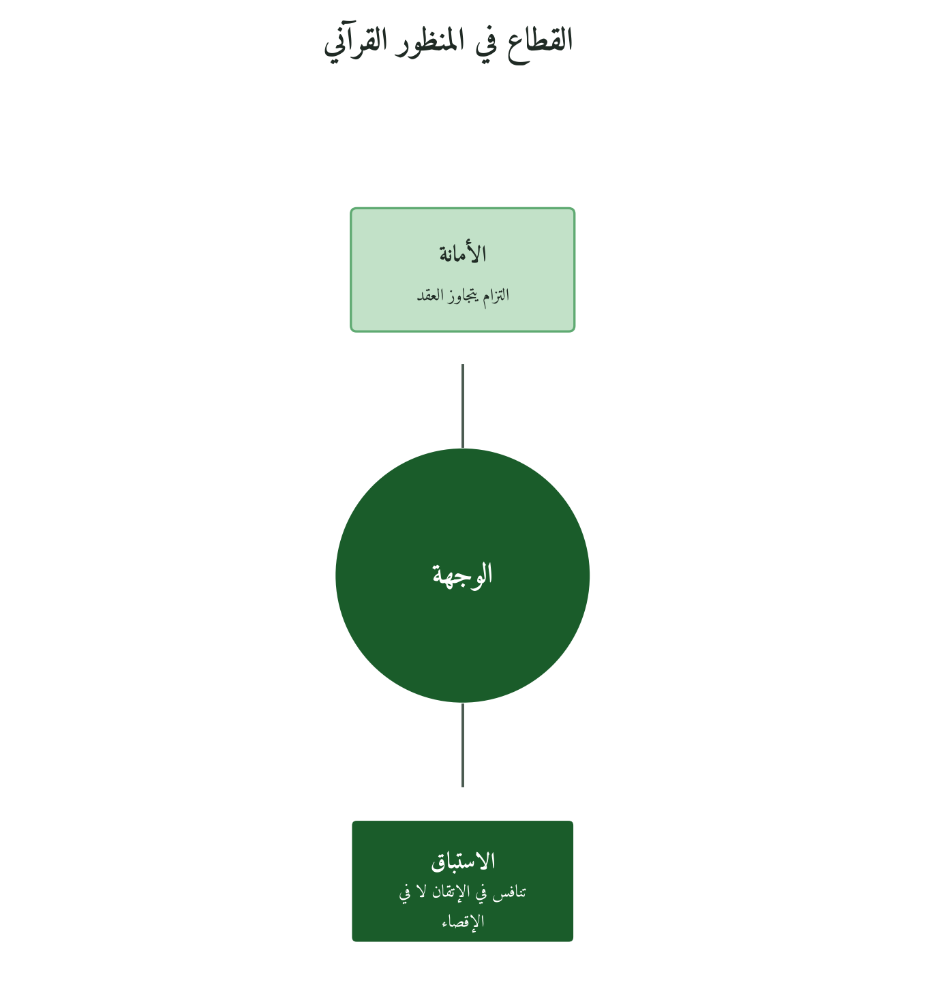 القطاع في المنظور القرآني
الأمانة
التزام يتجاوز العقد
الوجهة
الاستباق
تنافس في الإتقان لا في
الإقصاء